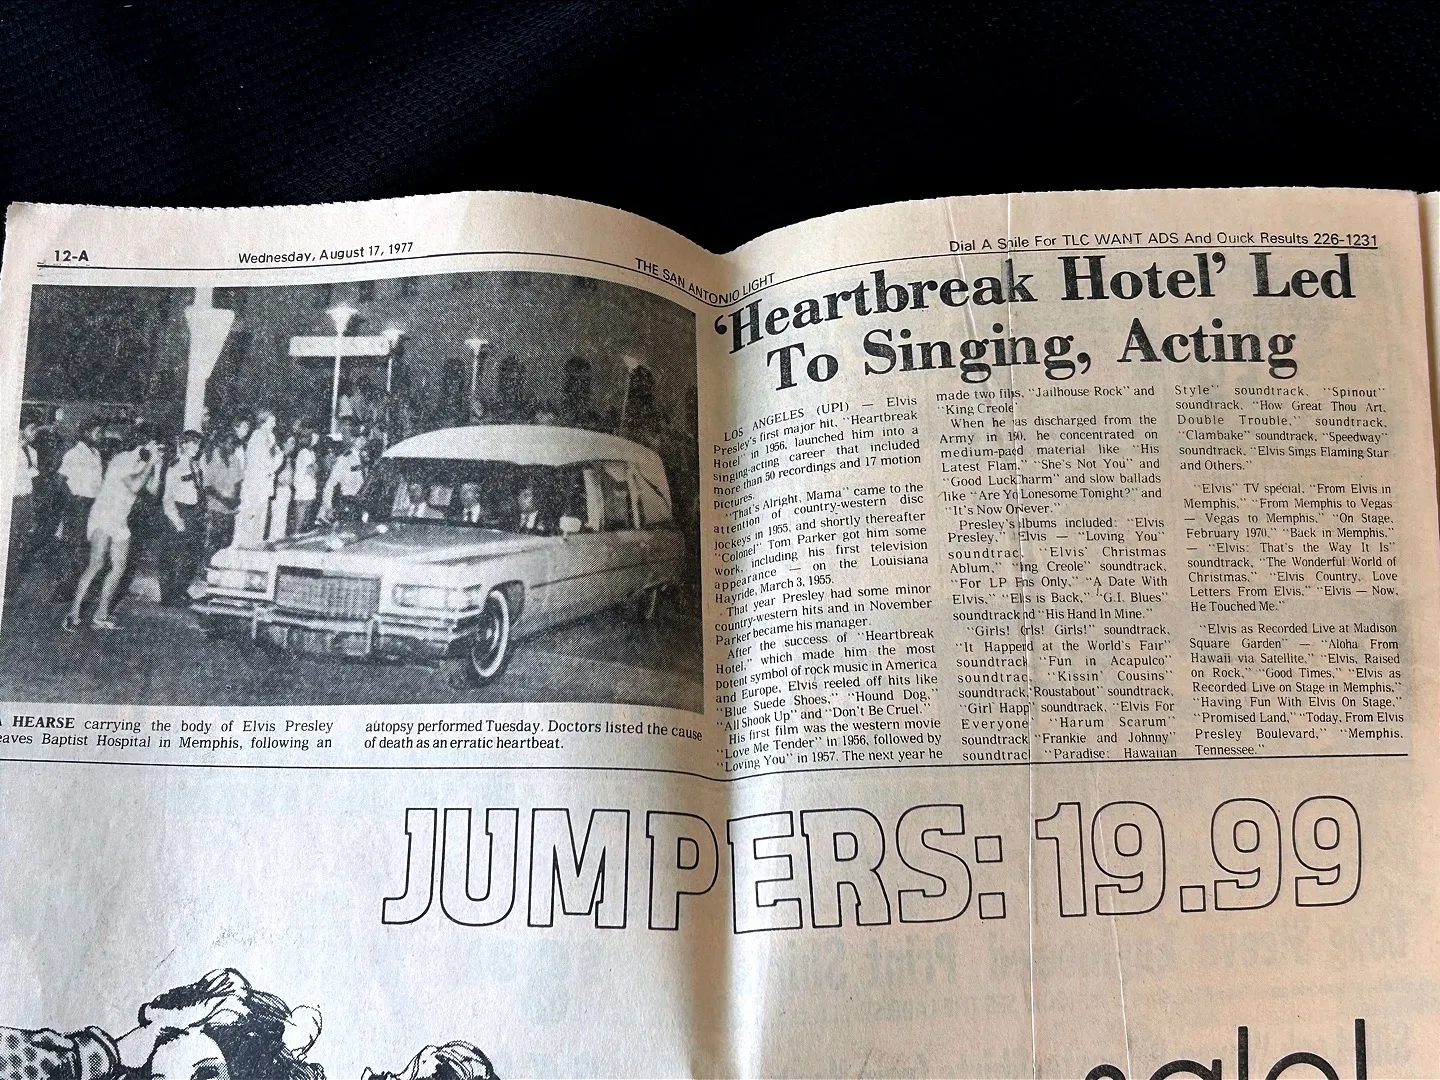 12-A
Wednesday, August 17, 1977
THE SAN ANTONIO LIGHT
Dial A Smile For TLC WANT ADS And Quick Results 226-1231
HEARSE carrying the body of Elvis Presley
eaves Baptist Hospital in Memphis, following an
autopsy performed Tuesday. Doctors listed the cause
of death as an erratic heartbeat.
'Heartbreak Hotel' Led
To Singing, Acting
LOS ANGELES (UPI) — Elvis
Presley's first major hit, "Heartbreak
Hotel" in 1956, launched him into a
singing-acting career that included
more than 50 recordings and 17 motion
pictures.
"That's Alright, Mama" came to the
attention of country-western disc
jockeys in 1955, and shortly thereafter
"Colonel" Tom Parker got him some
work, including his first television
appearance — on the Louisiana
Hayride, March 3, 1955.
That year Presley had some minor
country-western hits and in November
Parker became his manager.
After the success of "Heartbreak
Hotel," which made him the most
potent symbol of rock music in America
and Europe, Elvis reeled off hits like
"Blue Suede Shoes," "Hound Dog,"
"All Shook Up" and "Don't Be Cruel."
His first film was the western movie
"Love Me Tender" in 1956, followed by
"Loving You" in 1957. The next year he
made two films, "Jailhouse Rock" and
"King Creole"
When he was discharged from the
Army in he concentrated on
medium-paced material like "His
Latest Flame," "She's Not You" and
"Good Luck Charm" and slow ballads
like "Are You Lonesome Tonight?" and
"It's Now Or Never."
Presley's albums included: "Elvis
Presley," Elvis — "Loving You"
soundtrac, "Elvis' Christmas
Ablum," "ing Creole" soundtrack,
"For LP Fans Only," "A Date With
Elvis," "Elvis is Back," "G.I. Blues"
soundtrack nd "His Hand In Mine."
"Girls! Girls! Girls!" soundtrack,
"It Happened at the World's Fair"
soundtrack "Fun in Acapulco"
soundtrack, "Kissin' Cousins"
soundtrack, Roustabout" soundtrack,
"Girl Happ" soundtrack, "Elvis For
Everyone" "Harum Scarum"
soundtrack "Frankie and Johnny"
soundtrac "Paradise: Hawaiian
Style" soundtrack, "Spinout"
soundtrack, "How Great Thou Art,
Double Trouble," soundtrack,
"Clambake" soundtrack, "Speedway"
soundtrack, "Elvis Sings Flaming Star
and Others."
"Elvis" TV special, "From Elvis in
Memphis," "From Memphis to Vegas
— Vegas to Memphis," "On Stage,
February 1970," "Back in Memphis,"
— "Elvis: That's the Way It Is"
soundtrack, "The Wonderful World of
Christmas," "Elvis Country, Love
Letters From Elvis," "Elvis — Now,
He Touched Me."
"Elvis as Recorded Live at Madison
Square Garden" — "Aloha From
Hawaii via Satellite," "Elvis, Raised
on Rock," "Good Times," "Elvis as
Recorded Live on Stage in Memphis,"
"Having Fun With Elvis On Stage,"
"Promised Land," "Today, From Elvis
Presley Boulevard," "Memphis,
Tennessee."
JUMPERS: 19.99